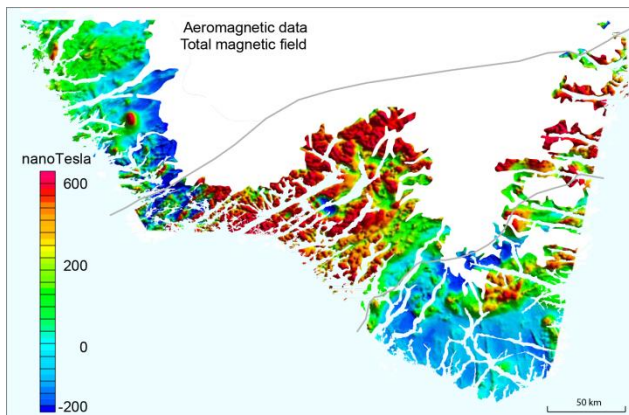 Aeromagnetic data
Total magnetic field
nanoTesla
600
200
0
-200
50 km